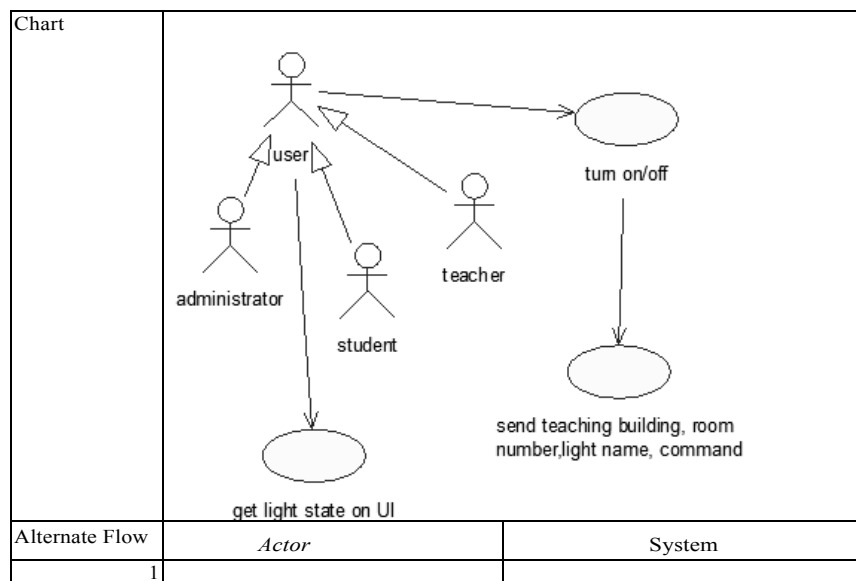 Chart
user
turn on/off
teacher
administrator
student
send teaching building, room
number,light name, command
get light state on UI
Alternate Flow
Actor
System
1